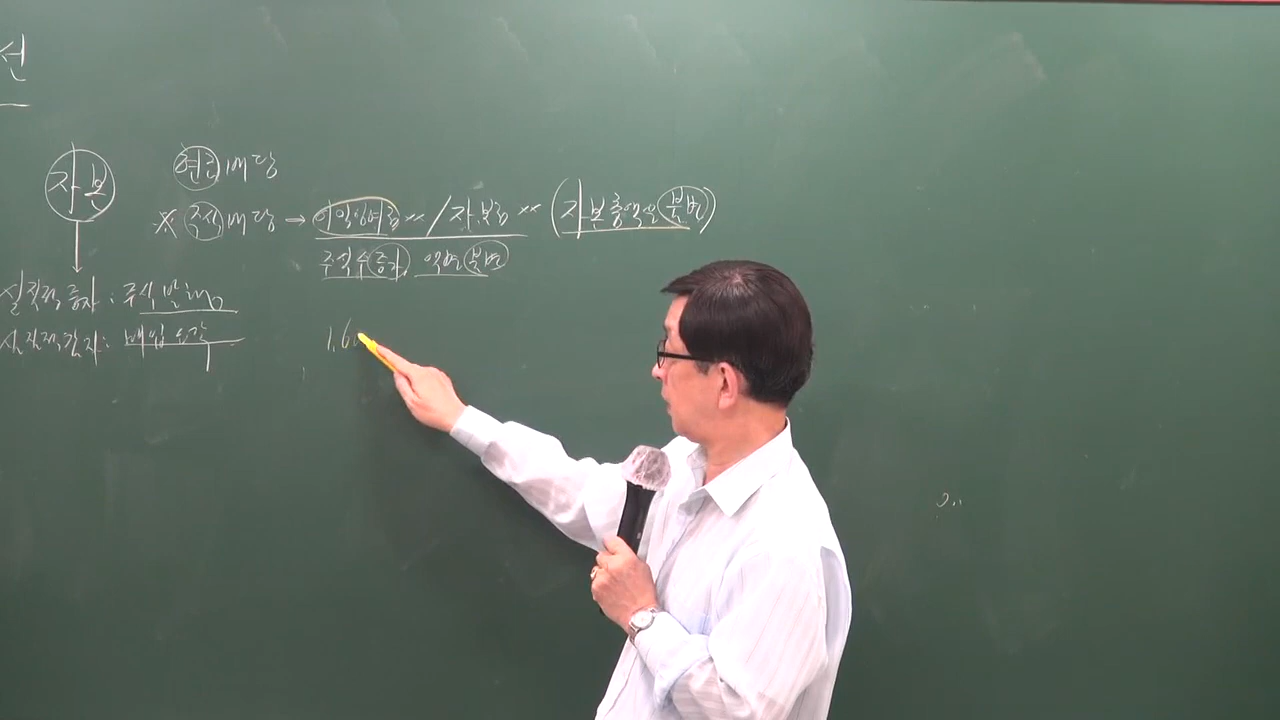 선
자본
현금배당
※ 주식배당 → 이익잉여금 ×× / 자본금 ×× (자본총액은 불변)
주식수 증가, 액면 불변
실질적 증자 : 주식발행
실질적 감자 : 매입소각
1.60